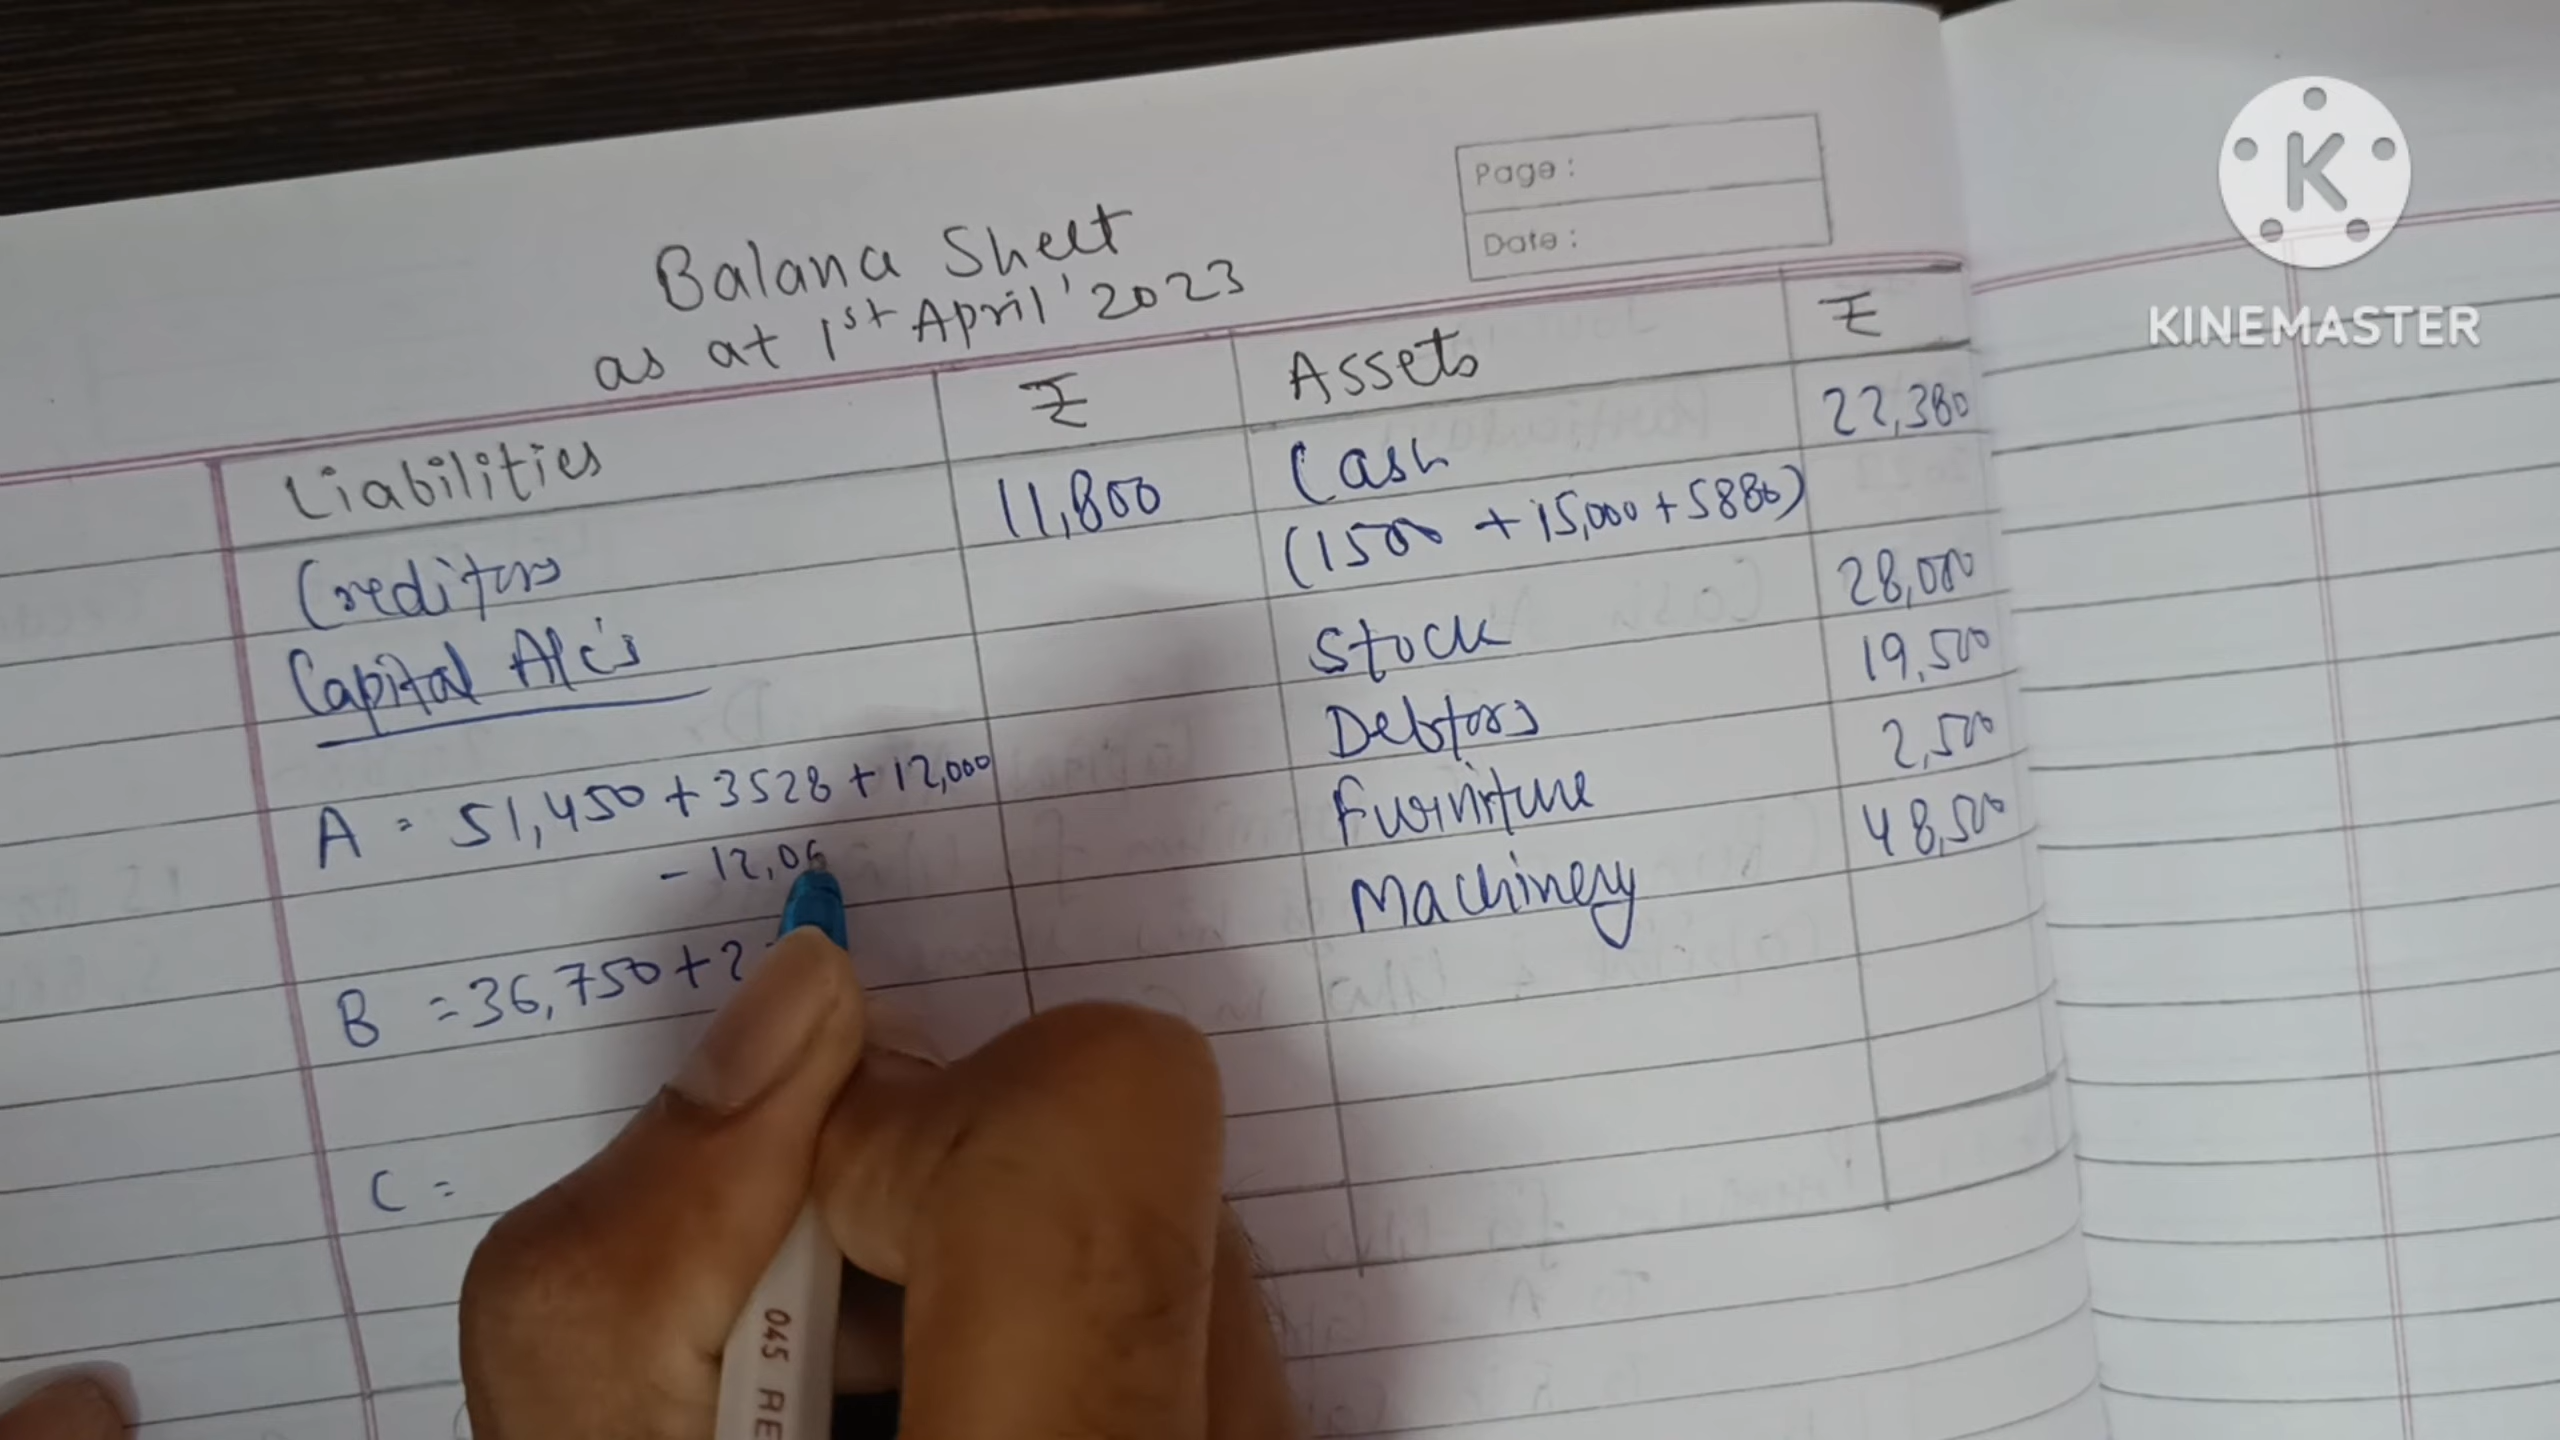 Page :
Date :
K
KINEMASTER
Balana Sheet
as at 1st April' 2023
Liabilities ₹ Assets ₹
Creditors 11,800 Cash 22,380
(1500 + 15,000 + 5880)
Capital A/c's Stock 28,000
Debtors 19,500
A = 51,450 + 3528 + 12,000 Furniture 2,500
- 12,0 Machinery 48,500
B = 36,750 + 2
C =
045